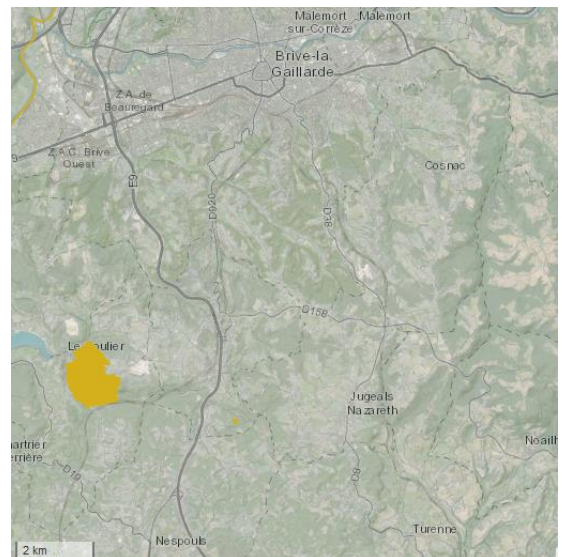 Malemort
sur-Corrèze
Malemort
Brive-la
Gaillarde
Z.A. de
Beauregard
Z.A.C. Brive
Ouest
Cosnac
E9
D920
D38
D158
Jugeals
Nazareth
D19
D8
Nespouls
Turenne
2 km